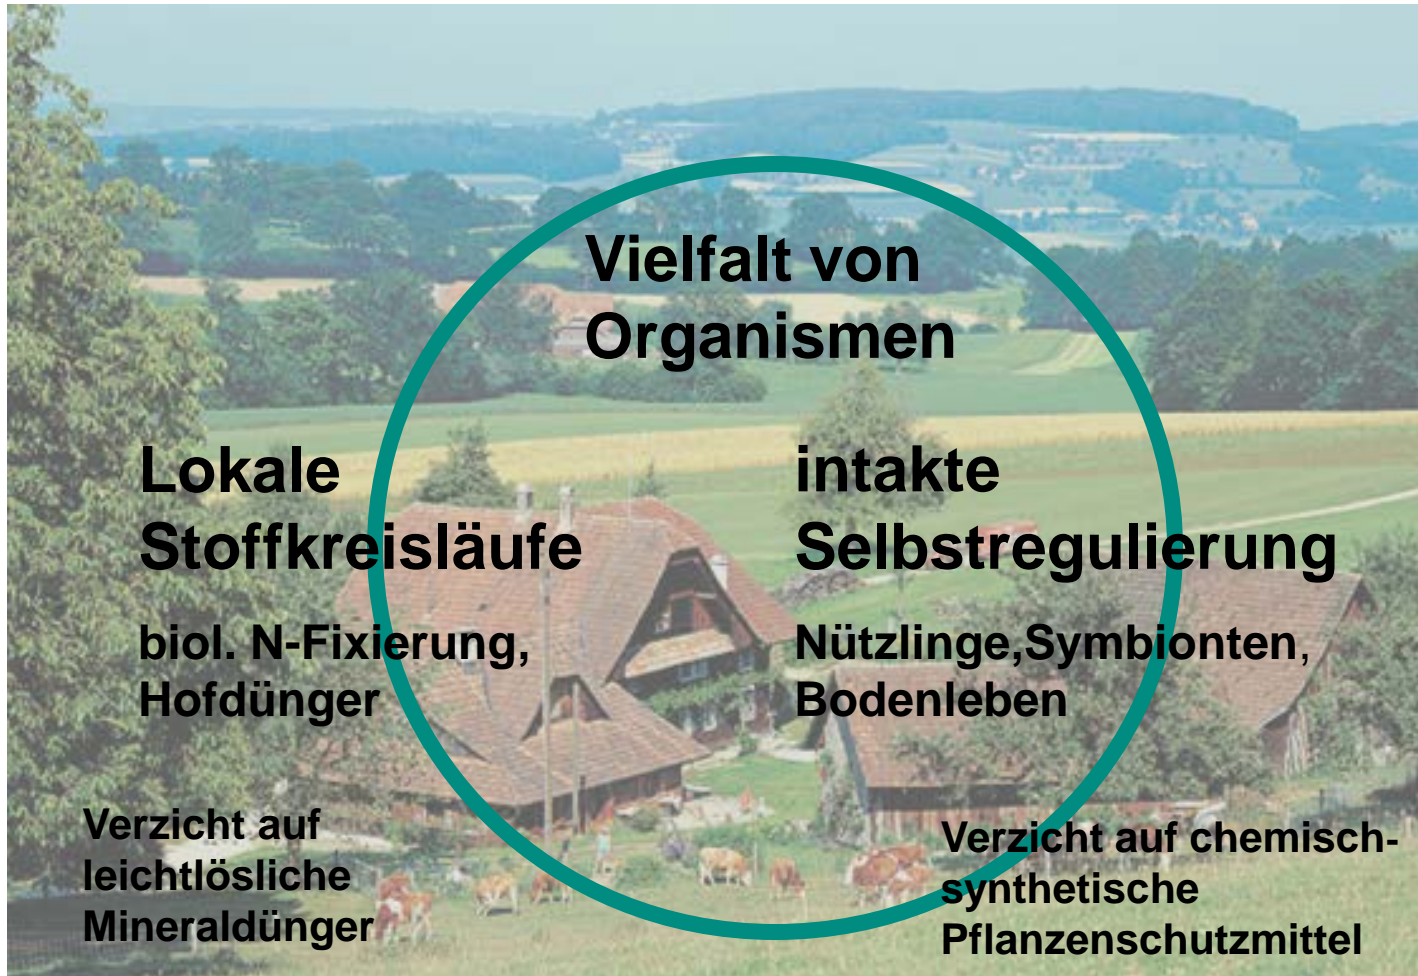 Vielfalt von
Organismen
Lokale
Stoffkreisläufe
biol. N-Fixierung,
Hofdünger
intakte
Selbstregulierung
Nützlinge,Symbionten,
Bodenleben
Verzicht auf
leichtlösliche
Mineraldünger
Verzicht auf chemisch-
synthetische
Pflanzenschutzmittel